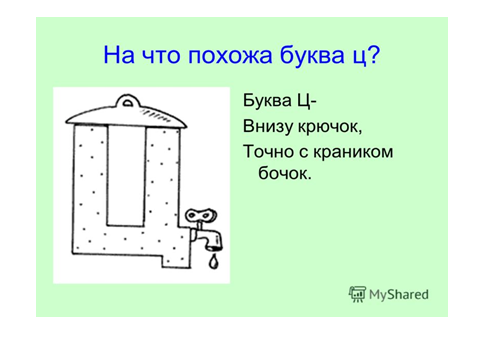 На что похожа буква ц?
Буква Ц-
Внизу крючок,
Точно с краником
бочок.
MyShared